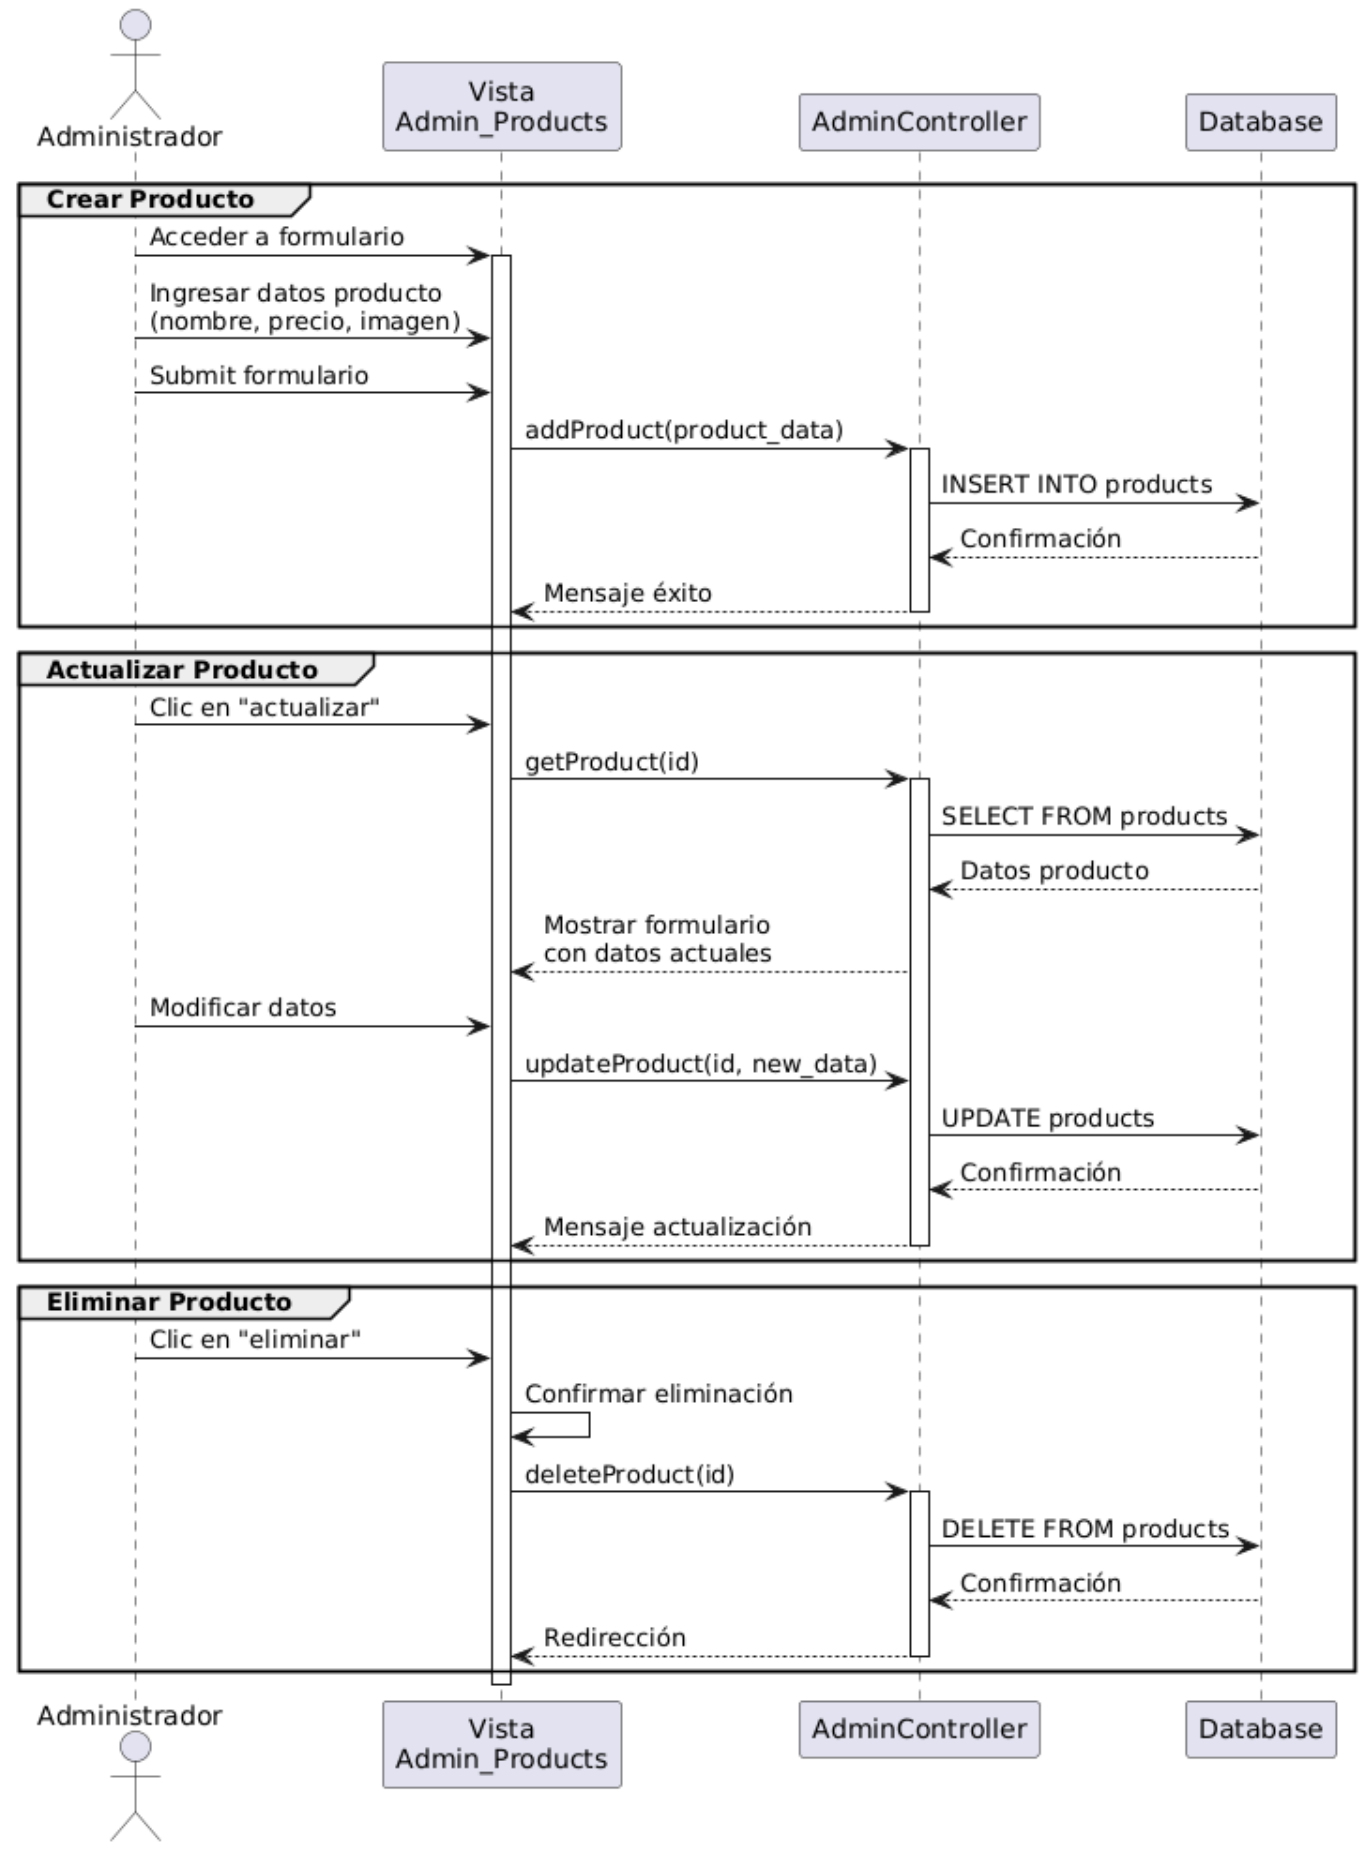 Administrador
Vista
Admin_Products
AdminController
Database
Crear Producto
Acceder a formulario
Ingresar datos producto
(nombre, precio, imagen)
Submit formulario
addProduct(product_data)
INSERT INTO products
Confirmación
Mensaje éxito
Actualizar Producto
Clic en "actualizar"
getProduct(id)
SELECT FROM products
Datos producto
Mostrar formulario
con datos actuales
Modificar datos
updateProduct(id, new_data)
UPDATE products
Confirmación
Mensaje actualización
Eliminar Producto
Clic en "eliminar"
Confirmar eliminación
deleteProduct(id)
DELETE FROM products
Confirmación
Redirección
Administrador
Vista
Admin_Products
AdminController
Database